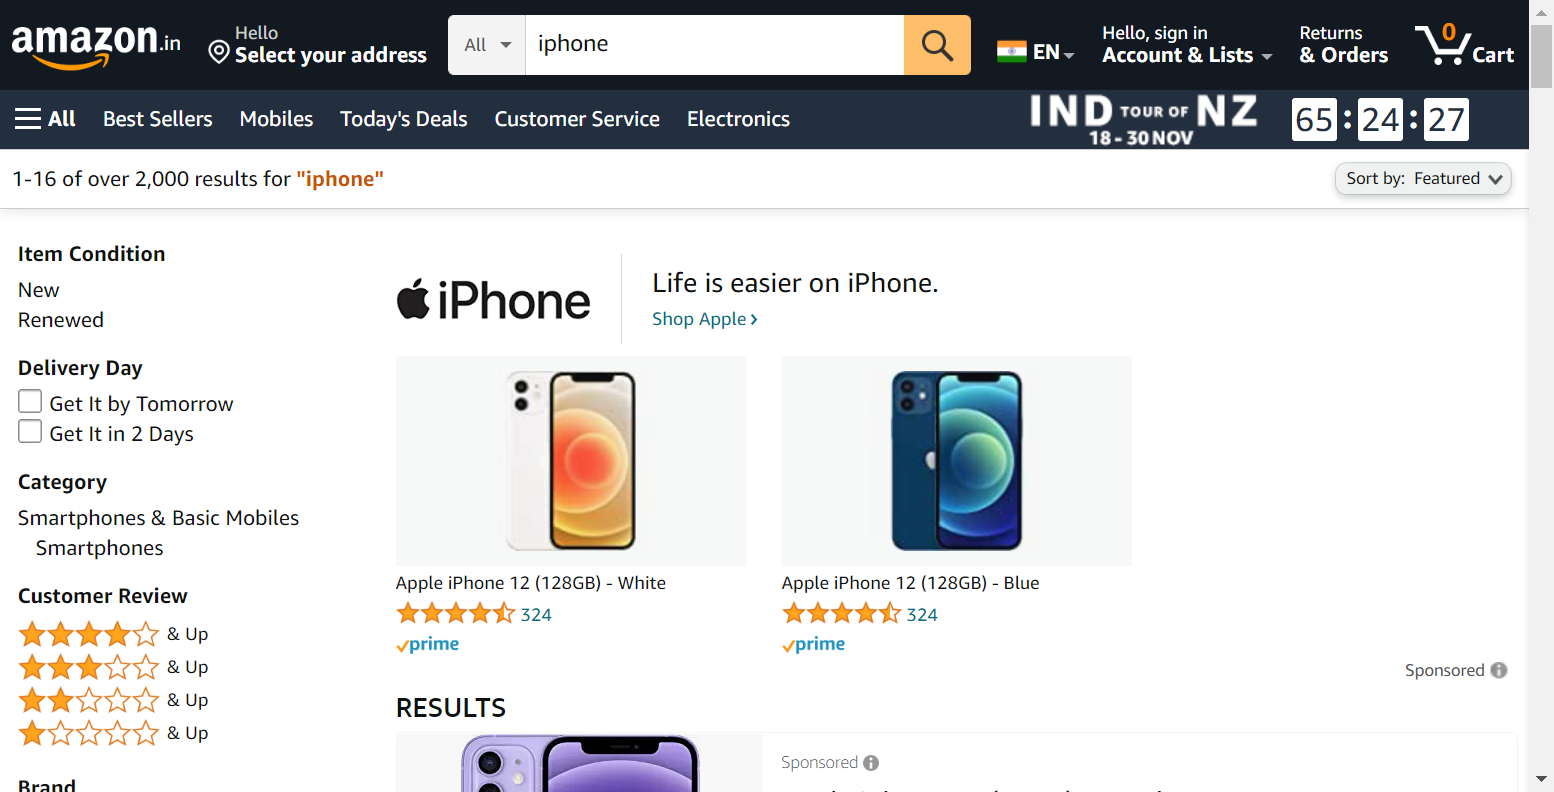 amazon.in
Hello
Select your address
All
iphone
EN
Hello, sign in
Account & Lists
Returns
& Orders
0
Cart
All
Best Sellers
Mobiles
Today's Deals
Customer Service
Electronics
IND TOUR OF NZ
18 - 30 NOV
65 : 24 : 27
1-16 of over 2,000 results for "iphone"
Sort by: Featured
Item Condition
New
Renewed
Delivery Day
Get It by Tomorrow
Get It in 2 Days
Category
Smartphones & Basic Mobiles
Smartphones
Customer Review
& Up
& Up
& Up
& Up
Brand
iPhone
Life is easier on iPhone.
Shop Apple ›
Apple iPhone 12 (128GB) - White
324
prime
Apple iPhone 12 (128GB) - Blue
324
prime
Sponsored
RESULTS
Sponsored